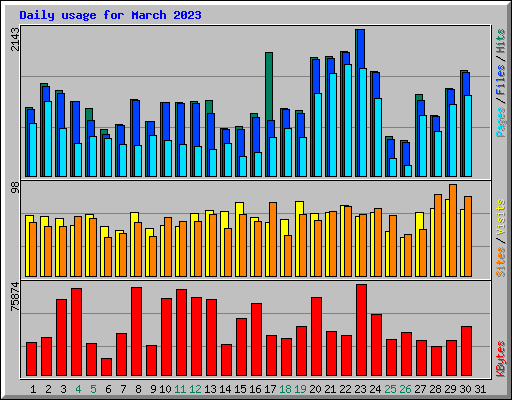 Daily usage for March 2023
2143
Pages / Files / Hits
98
Sites / Visits
75874
KBytes
1 2 3 4 5 6 7 8 9 10 11 12 13 14 15 16 17 18 19 20 21 22 23 24 25 26 27 28 29 30 31